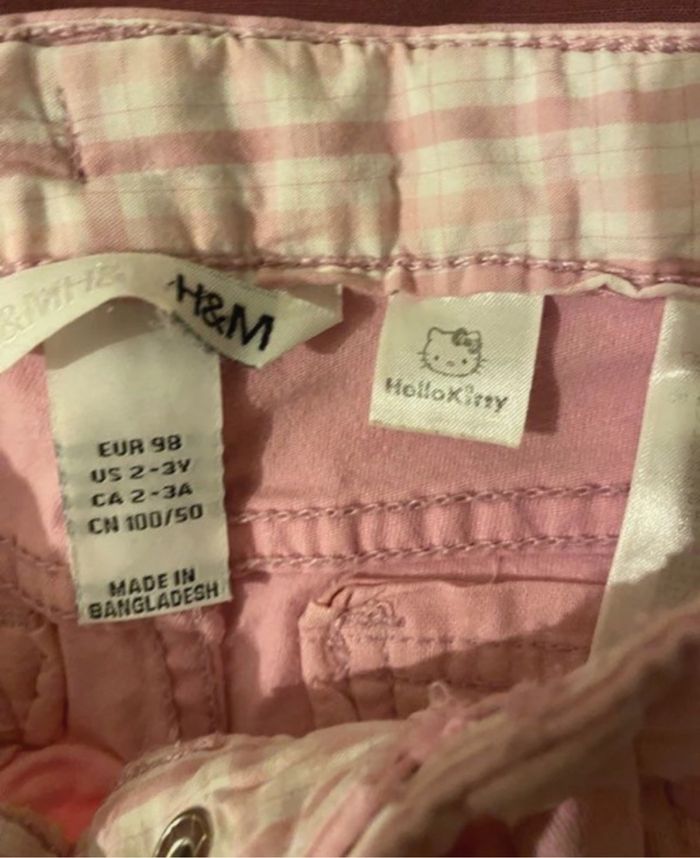 H&M
HelloKitty
EUR 98
US 2-3Y
CA 2-3A
CN 100/50
MADE IN
BANGLADESH